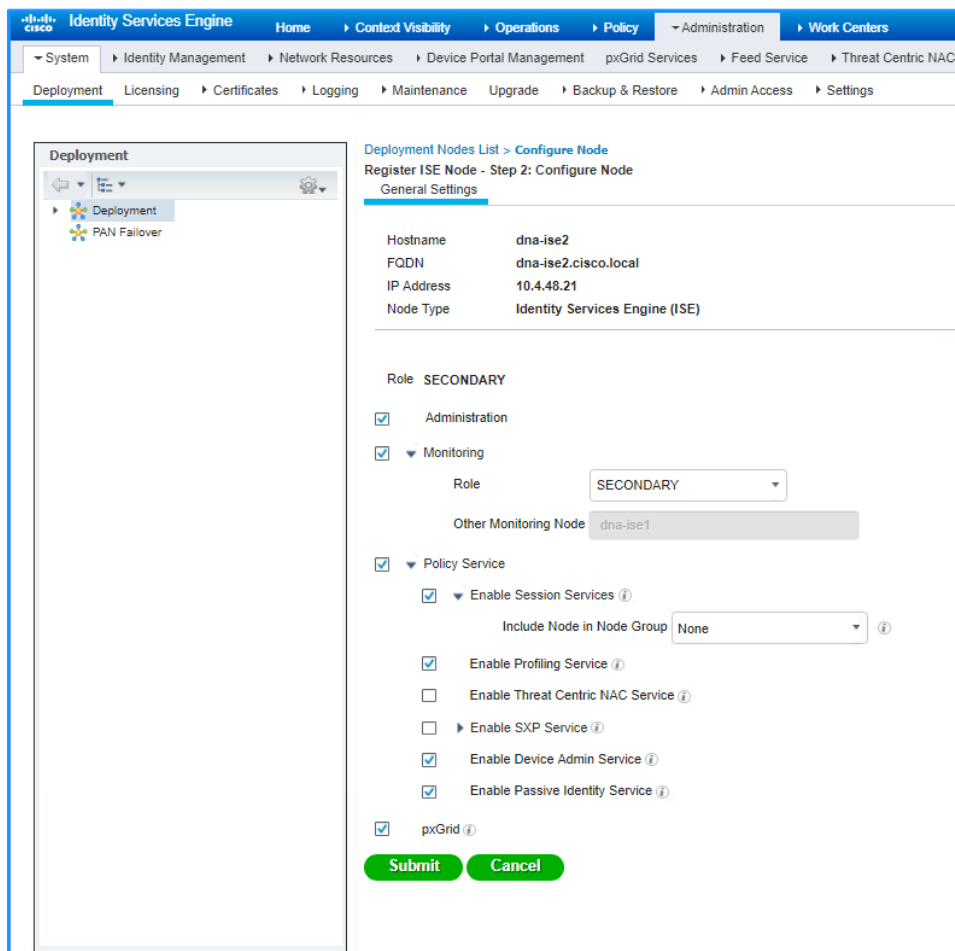 cisco Identity Services Engine Home Context Visibility Operations Policy Administration Work Centers
System Identity Management Network Resources Device Portal Management pxGrid Services Feed Service Threat Centric NAC
Deployment Licensing Certificates Logging Maintenance Upgrade Backup & Restore Admin Access Settings
Deployment
Deployment
PAN Failover
Deployment Nodes List > Configure Node
Register ISE Node - Step 2: Configure Node
General Settings
Hostname dna-ise2
FQDN dna-ise2.cisco.local
IP Address 10.4.48.21
Node Type Identity Services Engine (ISE)
Role SECONDARY
Administration
Monitoring
Role SECONDARY
Other Monitoring Node dna-ise1
Policy Service
Enable Session Services
Include Node in Node Group None
Enable Profiling Service
Enable Threat Centric NAC Service
Enable SXP Service
Enable Device Admin Service
Enable Passive Identity Service
pxGrid
Submit Cancel